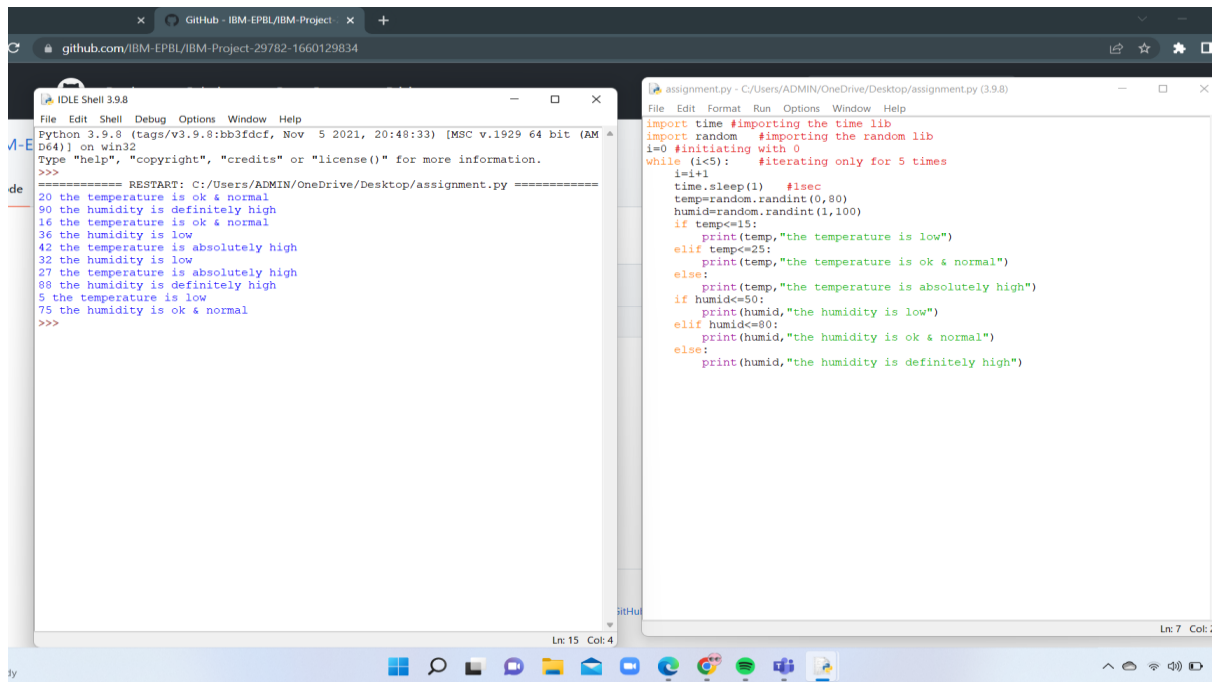 GitHub - IBM-EPBL/IBM-Project-
github.com/IBM-EPBL/IBM-Project-29782-1660129834
IDLE Shell 3.9.8
File Edit Shell Debug Options Window Help
Python 3.9.8 (tags/v3.9.8:bb3fdcf, Nov  5 2021, 20:48:33) [MSC v.1929 64 bit (AM
D64)] on win32
Type "help", "copyright", "credits" or "license()" for more information.
>>>
============ RESTART: C:/Users/ADMIN/OneDrive/Desktop/assignment.py ============
20 the temperature is ok & normal
90 the humidity is definitely high
16 the temperature is ok & normal
36 the humidity is low
42 the temperature is absolutely high
32 the humidity is low
27 the temperature is absolutely high
88 the humidity is definitely high
5 the temperature is low
75 the humidity is ok & normal
>>>
Ln: 15 Col: 4
assignment.py - C:/Users/ADMIN/OneDrive/Desktop/assignment.py (3.9.8)
File Edit Format Run Options Window Help
import time #importing the time lib
import random   #importing the random lib
i=0 #initiating with 0
while (i<5):    #iterating only for 5 times
    i=i+1
    time.sleep(1)   #1sec
    temp=random.randint(0,80)
    humid=random.randint(1,100)
    if temp<=15:
        print(temp,"the temperature is low")
    elif temp<=25:
        print(temp,"the temperature is ok & normal")
    else:
        print(temp,"the temperature is absolutely high")
    if humid<=50:
        print(humid,"the humidity is low")
    elif humid<=80:
        print(humid,"the humidity is ok & normal")
    else:
        print(humid,"the humidity is definitely high")
Ln: 7 Col: